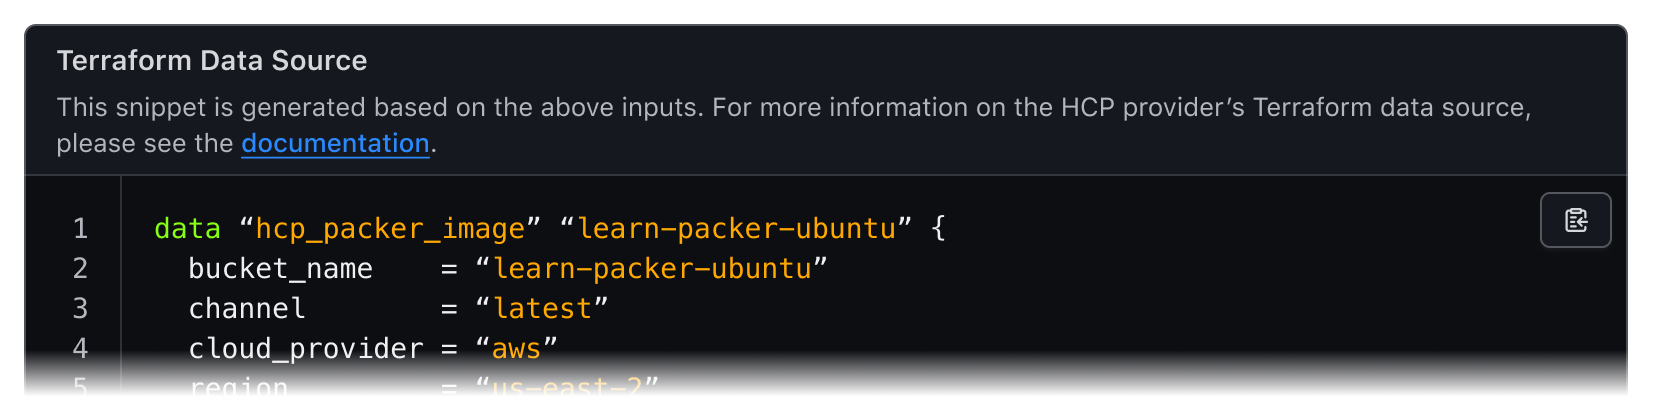 Terraform Data Source
This snippet is generated based on the above inputs. For more information on the HCP provider’s Terraform data source,
please see the documentation.
1 data “hcp_packer_image” “learn-packer-ubuntu” {
2 bucket_name = “learn-packer-ubuntu”
3 channel = “latest”
4 cloud_provider = “aws”
5 region = “us-east-2”